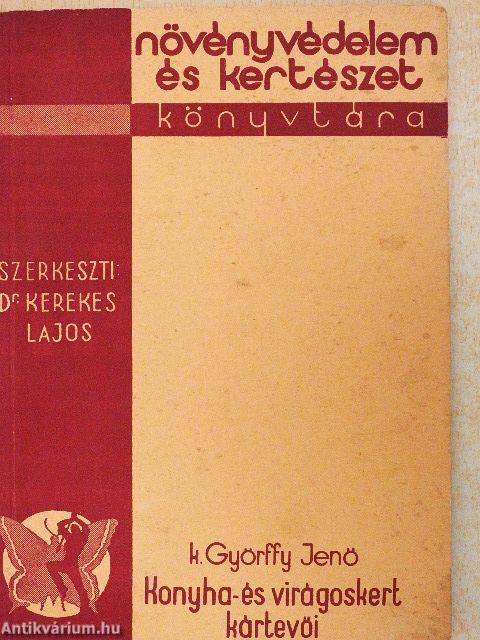 növényvédelem
és kertészet
könyvtára
SZERKESZTI:
Dr. KEREKES
LAJOS
k. Györffy Jenő
Konyha-és virágoskert
kártevői
Antikvárium.hu